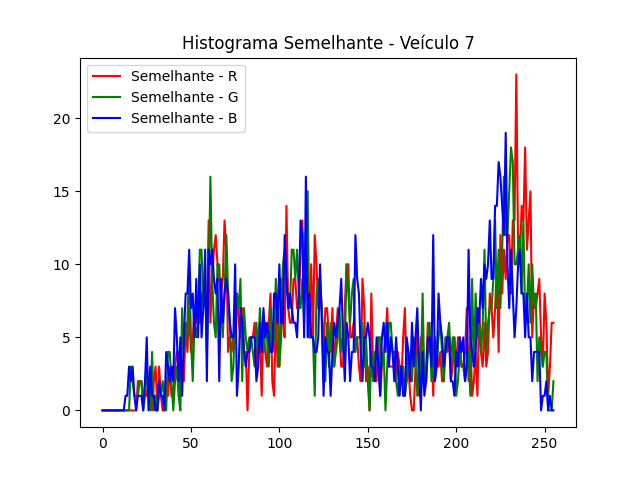 Histograma Semelhante - Veículo 7
Semelhante - R
Semelhante - G
Semelhante - B
20
15
10
5
0
0 50 100 150 200 250